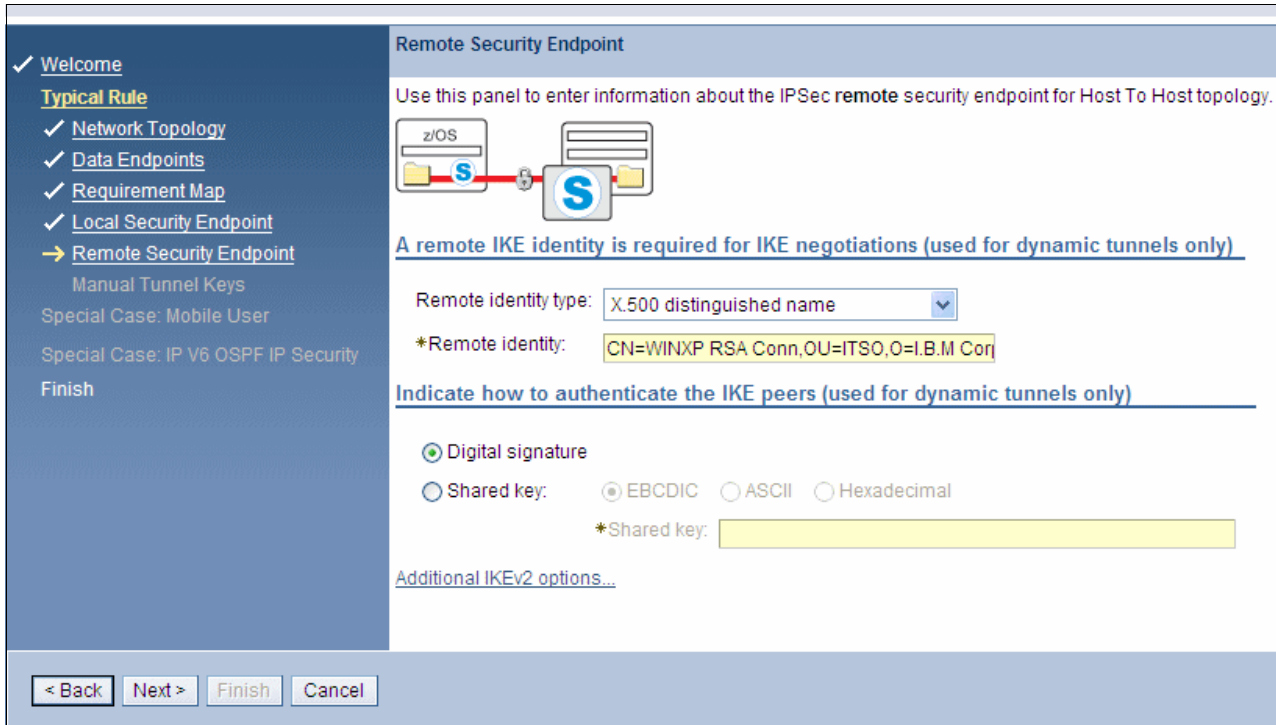 Welcome
Typical Rule
Network Topology
Data Endpoints
Requirement Map
Local Security Endpoint
Remote Security Endpoint
Manual Tunnel Keys
Special Case: Mobile User
Special Case: IP V6 OSPF IP Security
Finish
Remote Security Endpoint
Use this panel to enter information about the IPSec remote security endpoint for Host To Host topology.
z/OS
S
S
A remote IKE identity is required for IKE negotiations (used for dynamic tunnels only)
Remote identity type: X.500 distinguished name
*Remote identity: CN=WINXP RSA Conn,OU=ITSO,O=I.B.M Corp
Indicate how to authenticate the IKE peers (used for dynamic tunnels only)
Digital signature
Shared key: EBCDIC ASCII Hexadecimal
*Shared key:
Additional IKEv2 options...
< Back Next > Finish Cancel